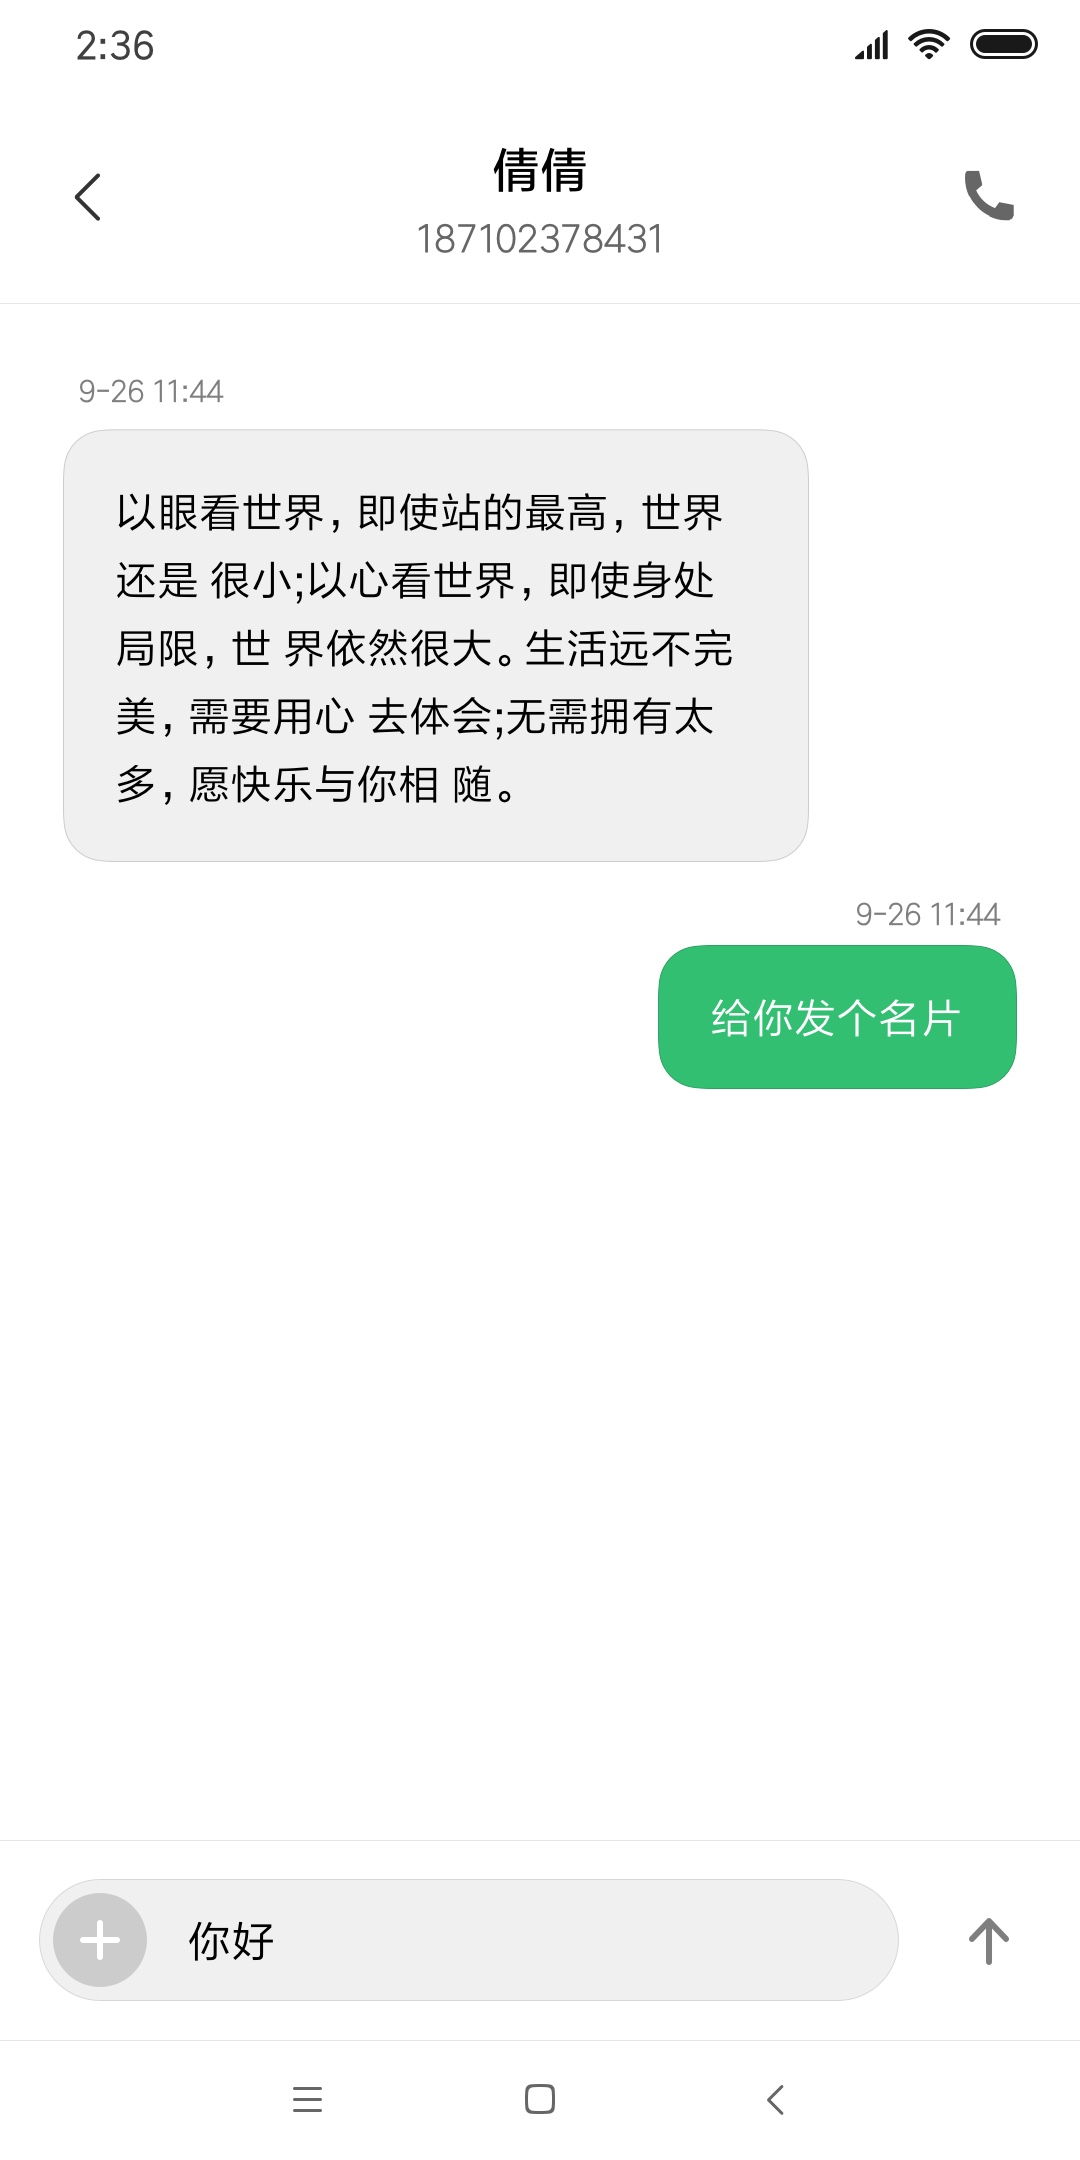 2:36
倩倩
187102378431
9-26 11:44
以眼看世界，即使站的最高，世界
还是 很小;以心看世界，即使身处
局限，世 界依然很大。生活远不完
美，需要用心 去体会;无需拥有太
多，愿快乐与你相 随。
9-26 11:44
给你发个名片
你好